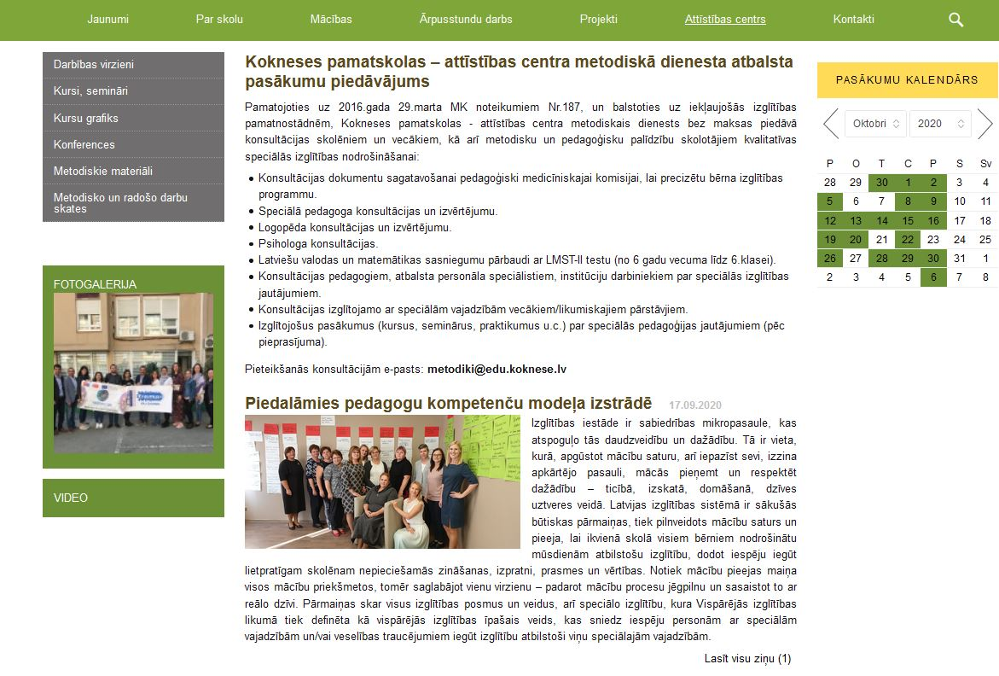 Jaunumi
Par skolu
Mācības
Ārpusstundu darbs
Projekti
Attīstības centrs
Kontakti
Darbības virzieni
Kursi, semināri
Kursu grafiks
Konferences
Metodiskie materiāli
Metodisko un radošo darbu
skates
FOTOGALERIJA
VIDEO
Kokneses pamatskolas – attīstības centra metodiskā dienesta atbalsta
pasākumu piedāvājums
Pamatojoties uz 2016.gada 29.marta MK noteikumiem Nr.187, un balstoties uz iekļaujošās izglītības
pamatnostādnēm, Kokneses pamatskolas - attīstības centra metodiskais dienests bez maksas piedāvā
konsultācijas skolēniem un vecākiem, kā arī metodisku un pedagoģisku palīdzību skolotājiem kvalitatīvas
speciālās izglītības nodrošināšanai:
• Konsultācijas dokumentu sagatavošanai pedagoģiski medicīniskajai komisijai, lai precizētu bērna izglītības
programmu.
• Speciālā pedagoga konsultācijas un izvērtējumu.
• Logopēda konsultācijas un izvērtējumu.
• Psihologa konsultācijas.
• Latviešu valodas un matemātikas sasniegumu pārbaudi ar LMST-II testu (no 6 gadu vecuma līdz 6.klasei).
• Konsultācijas pedagogiem, atbalsta personāla speciālistiem, institūciju darbiniekiem par speciālās izglītības
jautājumiem.
• Konsultācijas izglītojamo ar speciālām vajadzībām vecākiem/likumiskajiem pārstāvjiem.
• Izglītojošus pasākumus (kursus, seminārus, praktikumus u.c.) par speciālās pedagoģijas jautājumiem (pēc
pieprasījuma).
Pieteikšanās konsultācijām e-pasts: metodiki@edu.koknese.lv
Piedalāmies pedagogu kompetenču modeļa izstrādē 17.09.2020
Izglītības iestāde ir sabiedrības mikropasaule, kas
atspoguļo tās daudzveidību un dažādību. Tā ir vieta,
kurā, apgūstot mācību saturu, arī iepazīst sevi, izzina
apkārtējo pasauli, mācās pieņemt un respektēt
dažādību – ticībā, izskatā, domāšanā, dzīves
uztveres veidā. Latvijas izglītības sistēmā ir sākušās
būtiskas pārmaiņas, tiek pilnveidots mācību saturs un
pieeja, lai ikvienā skolā visiem bērniem nodrošinātu
mūsdienām atbilstošu izglītību, dodot iespēju iegūt
lietpratīgam skolēnam nepieciešamās zināšanas, izpratni, prasmes un vērtības. Notiek mācību pieejas maiņa
visos mācību priekšmetos, tomēr saglabājot vienu virzienu – padarot mācību procesu jēgpilnu un sasaistot to ar
reālo dzīvi. Pārmaiņas skar visus izglītības posmus un veidus, arī speciālo izglītību, kura Vispārējās izglītības
likumā tiek definēta kā vispārējās izglītības īpašais veids, kas sniedz iespēju personām ar speciālām
vajadzībām un/vai veselības traucējumiem iegūt izglītību atbilstoši viņu speciālajām vajadzībām.
Lasīt visu ziņu (1)
PASĀKUMU KALENDĀRS
Oktobri 2020
P O T C P S Sv
28 29 30 1 2 3 4
5 6 7 8 9 10 11
12 13 14 15 16 17 18
19 20 21 22 23 24 25
26 27 28 29 30 31 1
2 3 4 5 6 7 8